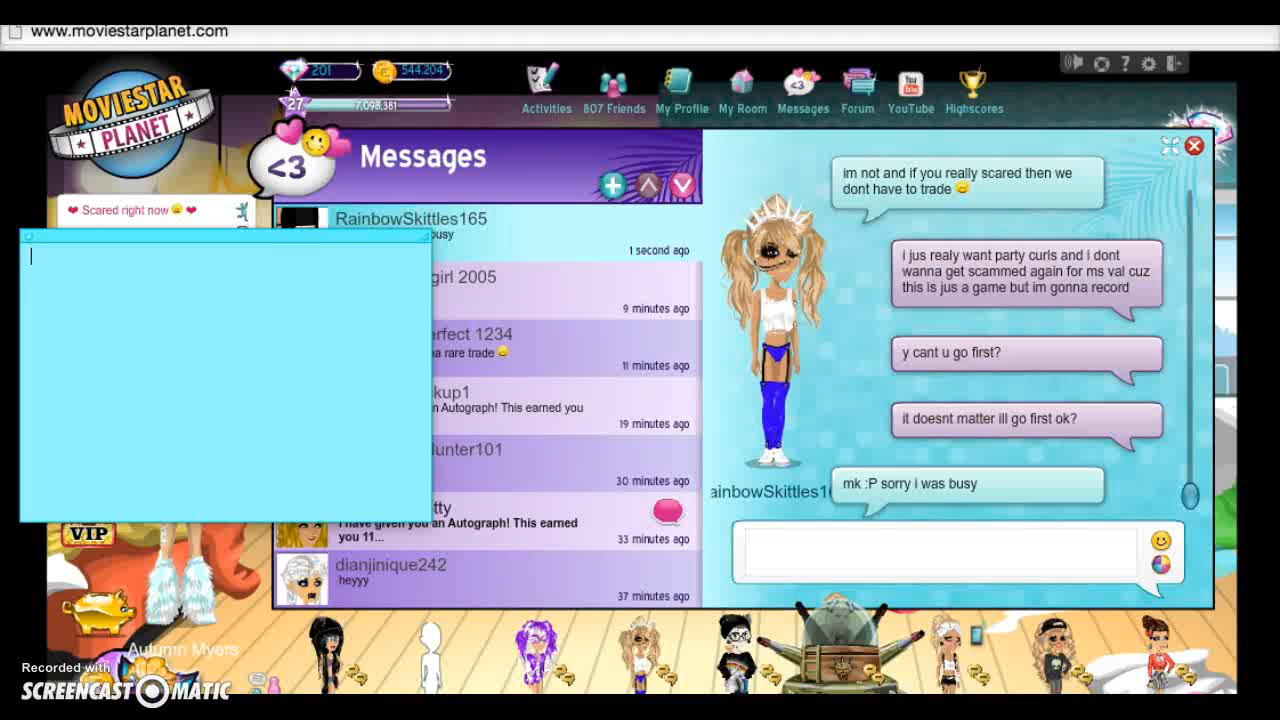 www.moviestarplanet.com
201
544.204
27
7,098,381
MOVIESTAR
PLANET
Activities
807 Friends
My Profile
My Room
Messages
Forum
You
Tube
YouTube
Highscores
<3
<3
Messages
❤ Scared right now ❤
RainbowSkittles165
busy
1 second ago
girl 2005
9 minutes ago
erfect 1234
na rare trade
11 minutes ago
kup1
n Autograph! This earned you
19 minutes ago
Hunter101
30 minutes ago
tty
I have given you an Autograph! This earned
you 11...
33 minutes ago
dianjinique242
heyyy
37 minutes ago
im not and if you really scared then we
dont have to trade
i jus realy want party curls and i dont
wanna get scammed again for ms val cuz
this is jus a game but im gonna record
y cant u go first?
it doesnt matter ill go first ok?
ainbowSkittles1
mk :P sorry i was busy
VIP
Autumn Myers
Recorded with
SCREENCAST MATIC